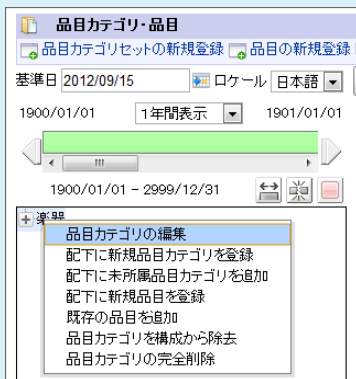 品目カテゴリ・品目
品目カテゴリセットの新規登録 品目の新規登録
基準日 2012/09/15 ロケール 日本語
1900/01/01 1年間表示 1901/01/01
1900/01/01 - 2999/12/31
楽器
品目カテゴリの編集
配下に新規品目カテゴリを登録
配下に未所属品目カテゴリを追加
配下に新規品目を登録
既存の品目を追加
品目カテゴリを構成から除去
品目カテゴリの完全削除